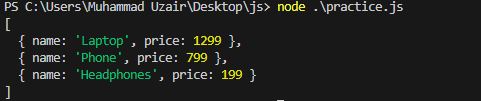 PS C:\Users\Muhammad Uzair\Desktop\js> node .\practice.js
[
  { name: 'Laptop', price: 1299 },
  { name: 'Phone', price: 799 },
  { name: 'Headphones', price: 199 }
]